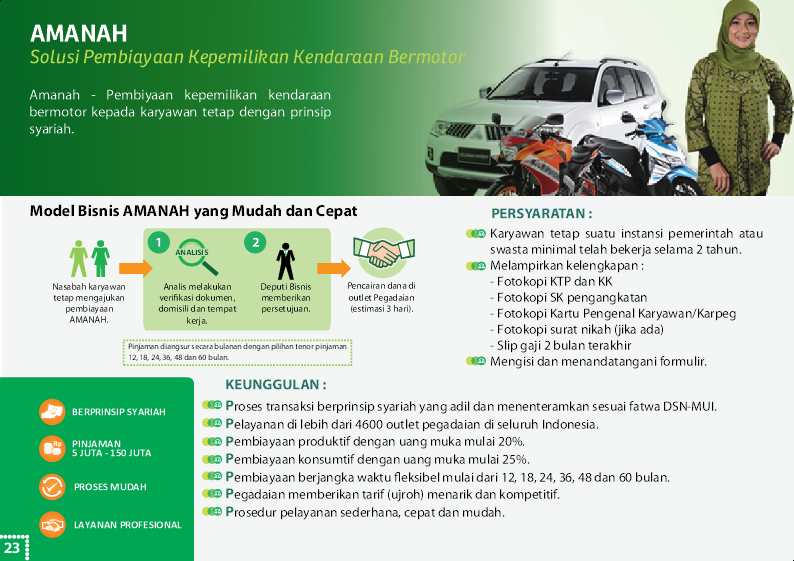 AMANAH
Solusi Pembiayaan Kepemilikan Kendaraan Bermotor
Amanah - Pembiyaan kepemilikan kendaraan
bermotor kepada karyawan tetap dengan prinsip
syariah.
Model Bisnis AMANAH yang Mudah dan Cepat
1
ANALISIS
2
Nasabah karyawan
tetap mengajukan
pembiayaan
AMANAH.
Analis melakukan
verifikasi dokumen,
domisili dan tempat
kerja.
Deputi Bisnis
memberikan
persetujuan.
Pencairan dana di
outlet Pegadaian
(estimasi 3 hari).
Pinjaman diangsur secara bulanan dengan pilihan tenor pinjaman
12, 18, 24, 36, 48 dan 60 bulan.
PERSYARATAN :
Karyawan tetap suatu instansi pemerintah atau
swasta minimal telah bekerja selama 2 tahun.
Melampirkan kelengkapan :
- Fotokopi KTP dan KK
- Fotokopi SK pengangkatan
- Fotokopi Kartu Pengenal Karyawan/Karpeg
- Fotokopi surat nikah (jika ada)
- Slip gaji 2 bulan terakhir
Mengisi dan menandatangani formulir.
BERPRINSIP SYARIAH
Rp
PINJAMAN
5 JUTA - 150 JUTA
PROSES MUDAH
LAYANAN PROFESIONAL
KEUNGGULAN :
Proses transaksi berprinsip syariah yang adil dan menenteramkan sesuai fatwa DSN-MUI.
Pelayanan di lebih dari 4600 outlet pegadaian di seluruh Indonesia.
Pembiayaan produktif dengan uang muka mulai 20%.
Pembiayaan konsumtif dengan uang muka mulai 25%.
Pembiayaan berjangka waktu fleksibel mulai dari 12, 18, 24, 36, 48 dan 60 bulan.
Pegadaian memberikan tarif (ujroh) menarik dan kompetitif.
Prosedur pelayanan sederhana, cepat dan mudah.
23